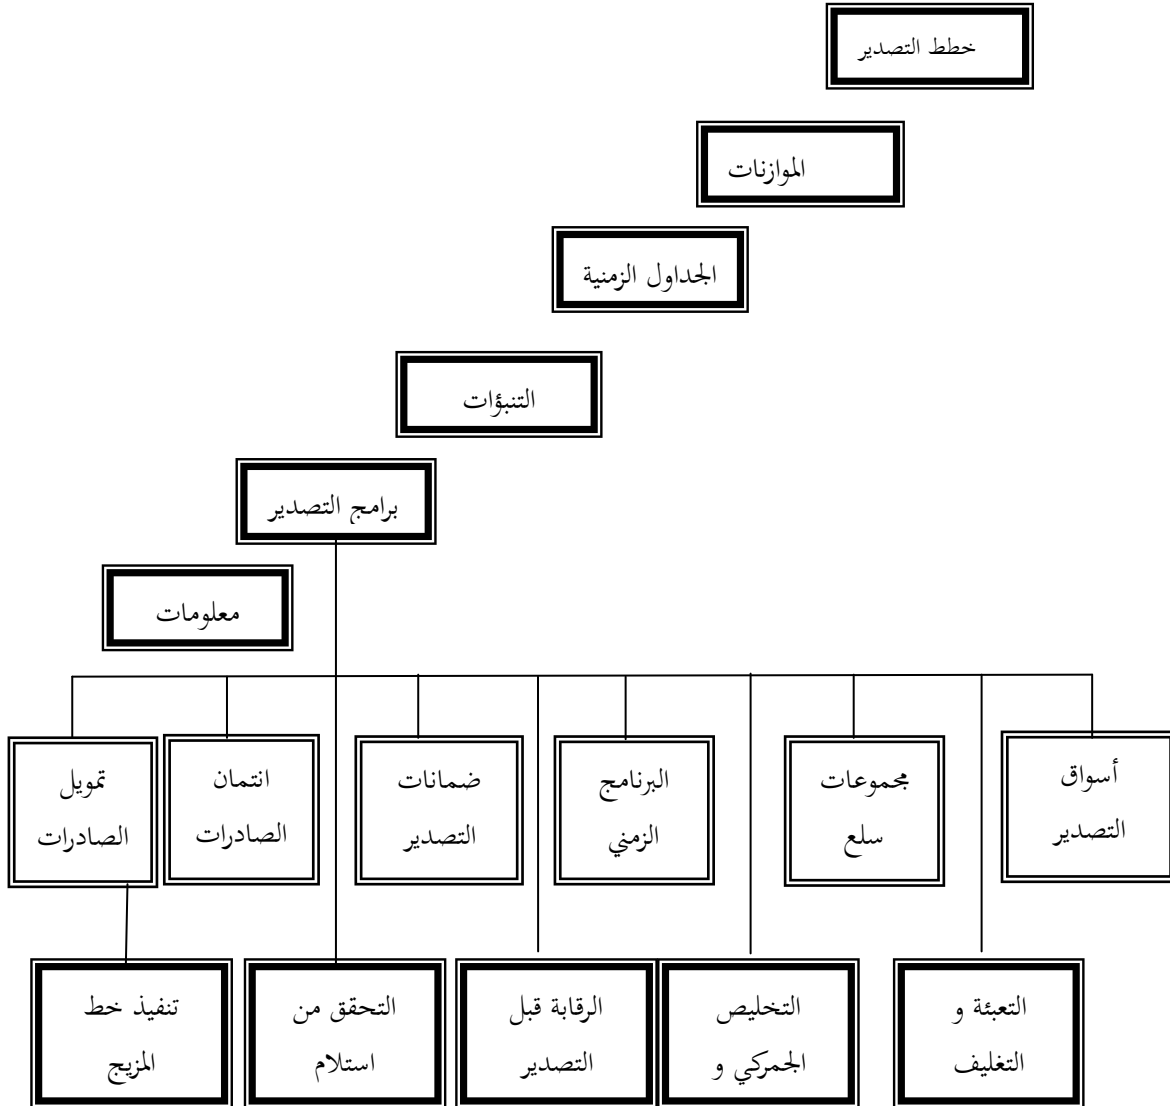 خطط التصدير
الموازنات
الجداول الزمنية
التنبؤات
برامج التصدير
معلومات
أسواق
التصدير
مجموعات
سلع
البرنامج
الزمني
ضمانات
التصدير
انتمان
الصادرات
تمويل
الصادرات
التعبئة و
التغليف
التخليص
الجمركي و
الرقابة قبل
التصدير
التحقق من
استلام
تنفيذ خط
المزيج